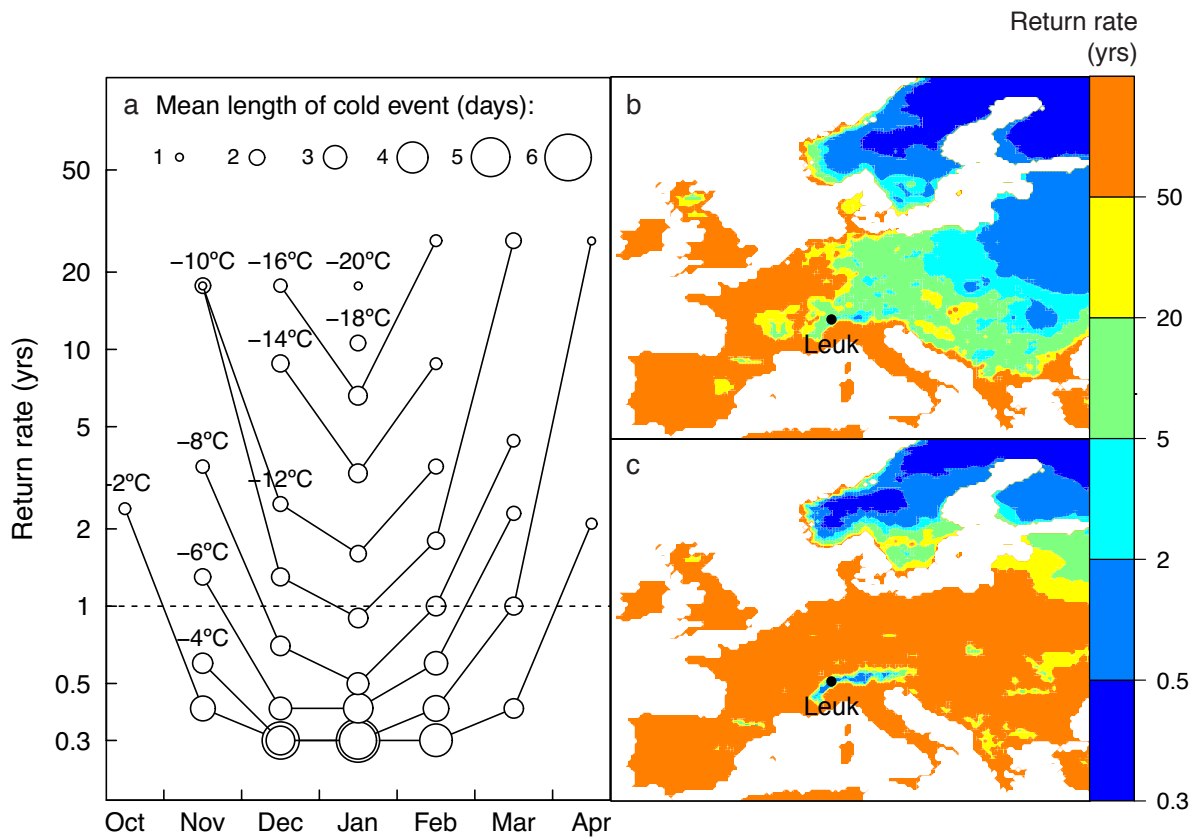 Return rate
(yrs)
a Mean length of cold event (days):
1 2 3 4 5 6
Return rate (yrs)
50
20
10
5
2
1
0.5
0.3
−10ºC −16ºC −20ºC
−18ºC
−14ºC
−8ºC
−12ºC
-2ºC
−6ºC
−4ºC
Oct Nov Dec Jan Feb Mar Apr
b
Leuk
c
Leuk
50
20
5
2
0.5
0.3